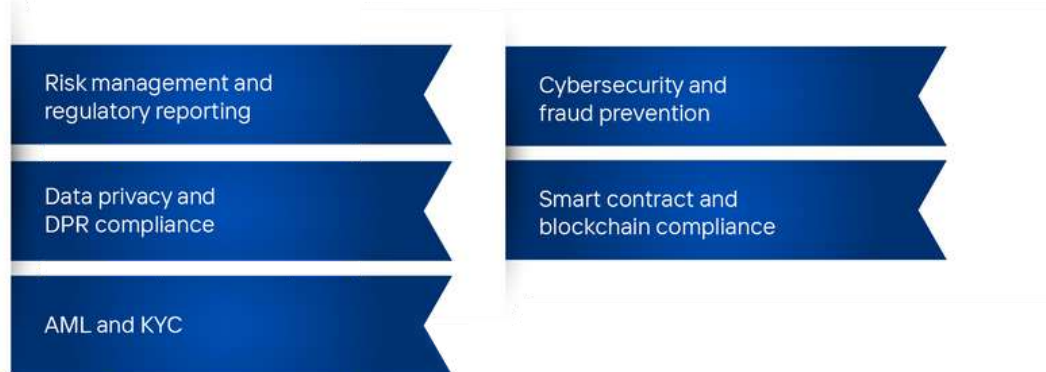 Risk management and
regulatory reporting
Data privacy and
DPR compliance
AML and KYC
Cybersecurity and
fraud prevention
Smart contract and
blockchain compliance